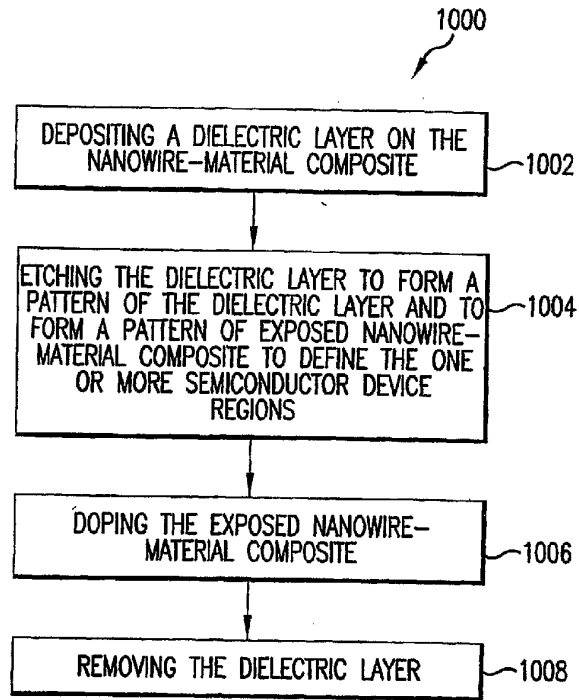 1000
DEPOSITING A DIELECTRIC LAYER ON THE
NANOWIRE-MATERIAL COMPOSITE
1002
ETCHING THE DIELECTRIC LAYER TO FORM A
PATTERN OF THE DIELECTRIC LAYER AND TO
FORM A PATTERN OF EXPOSED NANOWIRE-
MATERIAL COMPOSITE TO DEFINE THE ONE
OR MORE SEMICONDUCTOR DEVICE
REGIONS
1004
DOPING THE EXPOSED NANOWIRE-
MATERIAL COMPOSITE
1006
REMOVING THE DIELECTRIC LAYER
1008